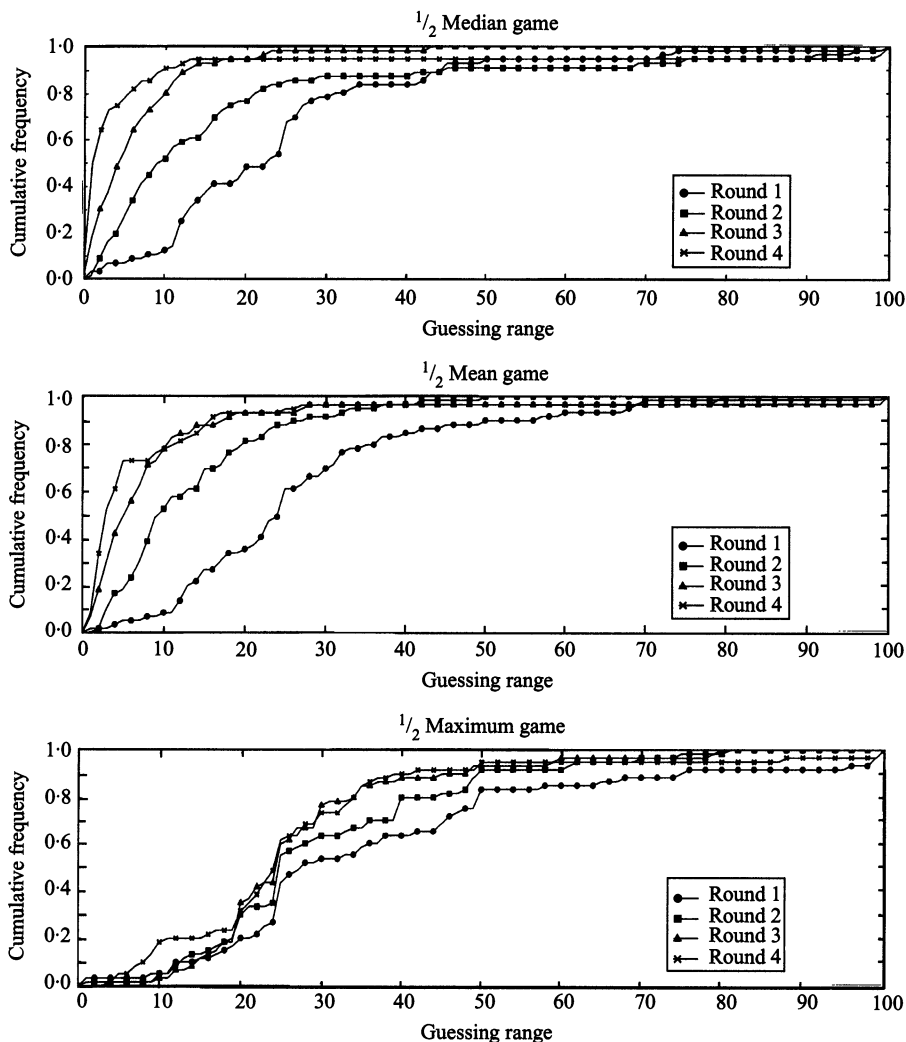 1/2 Median game
1·0
0·8
0·6
0·4
0·2
0·0
Cumulative frequency
Round 1
Round 2
Round 3
Round 4
0 10 20 30 40 50 60 70 80 90 100
Guessing range
1/2 Mean game
1·0
0·8
0·6
0·4
0·2
0·0
Cumulative frequency
Round 1
Round 2
Round 3
Round 4
0 10 20 30 40 50 60 70 80 90 100
Guessing range
1/2 Maximum game
1·0
0·8
0·6
0·4
0·2
0·0
Cumulative frequency
Round 1
Round 2
Round 3
Round 4
0 10 20 30 40 50 60 70 80 90 100
Guessing range